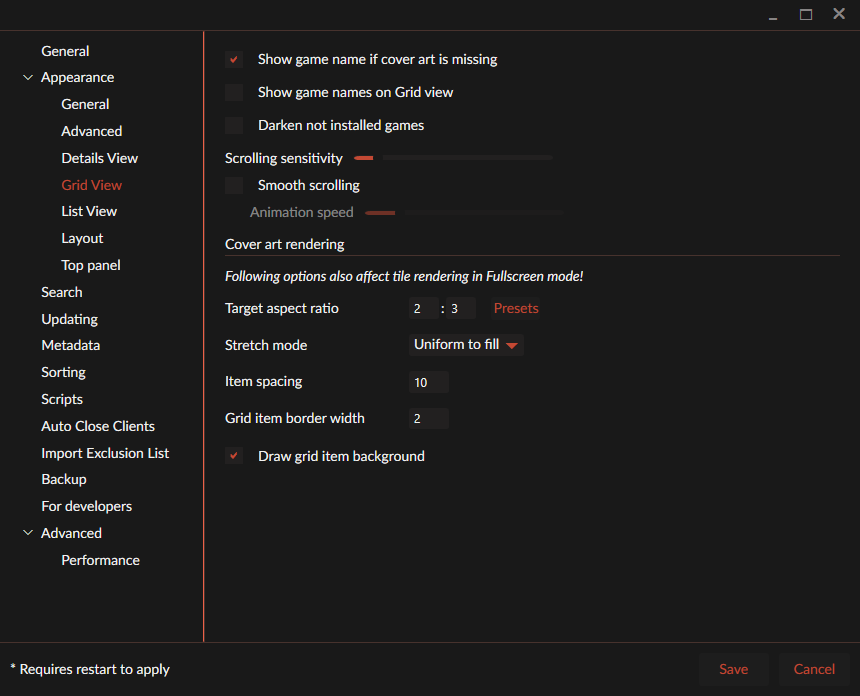 General
Appearance
General
Advanced
Details View
Grid View
List View
Layout
Top panel
Search
Updating
Metadata
Sorting
Scripts
Auto Close Clients
Import Exclusion List
Backup
For developers
Advanced
Performance
Show game name if cover art is missing
Show game names on Grid view
Darken not installed games
Scrolling sensitivity
Smooth scrolling
Animation speed
Cover art rendering
Following options also affect tile rendering in Fullscreen mode!
Target aspect ratio 2 : 3 Presets
Stretch mode Uniform to fill
Item spacing 10
Grid item border width 2
Draw grid item background
* Requires restart to apply Save Cancel